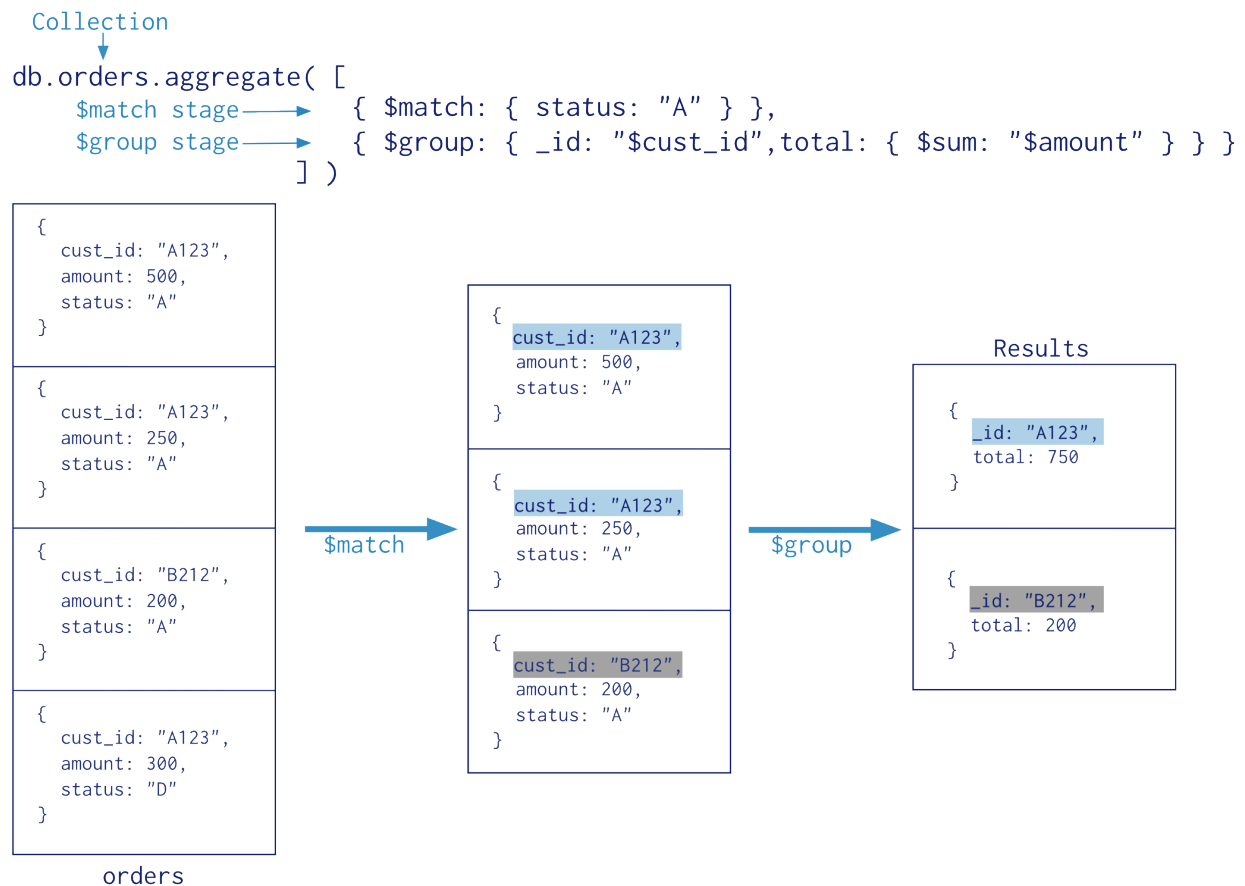 Collection
db.orders.aggregate( [
$match stage
{ $match: { status: "A" } },
$group stage
{ $group: { _id: "$cust_id",total: { $sum: "$amount" } } }
] )
{
cust_id: "A123",
amount: 500,
status: "A"
}
{
cust_id: "A123",
amount: 250,
status: "A"
}
{
cust_id: "B212",
amount: 200,
status: "A"
}
{
cust_id: "A123",
amount: 300,
status: "D"
}
orders
$match
{
cust_id: "A123",
amount: 500,
status: "A"
}
{
cust_id: "A123",
amount: 250,
status: "A"
}
{
cust_id: "B212",
amount: 200,
status: "A"
}
$group
Results
{
_id: "A123",
total: 750
}
{
_id: "B212",
total: 200
}